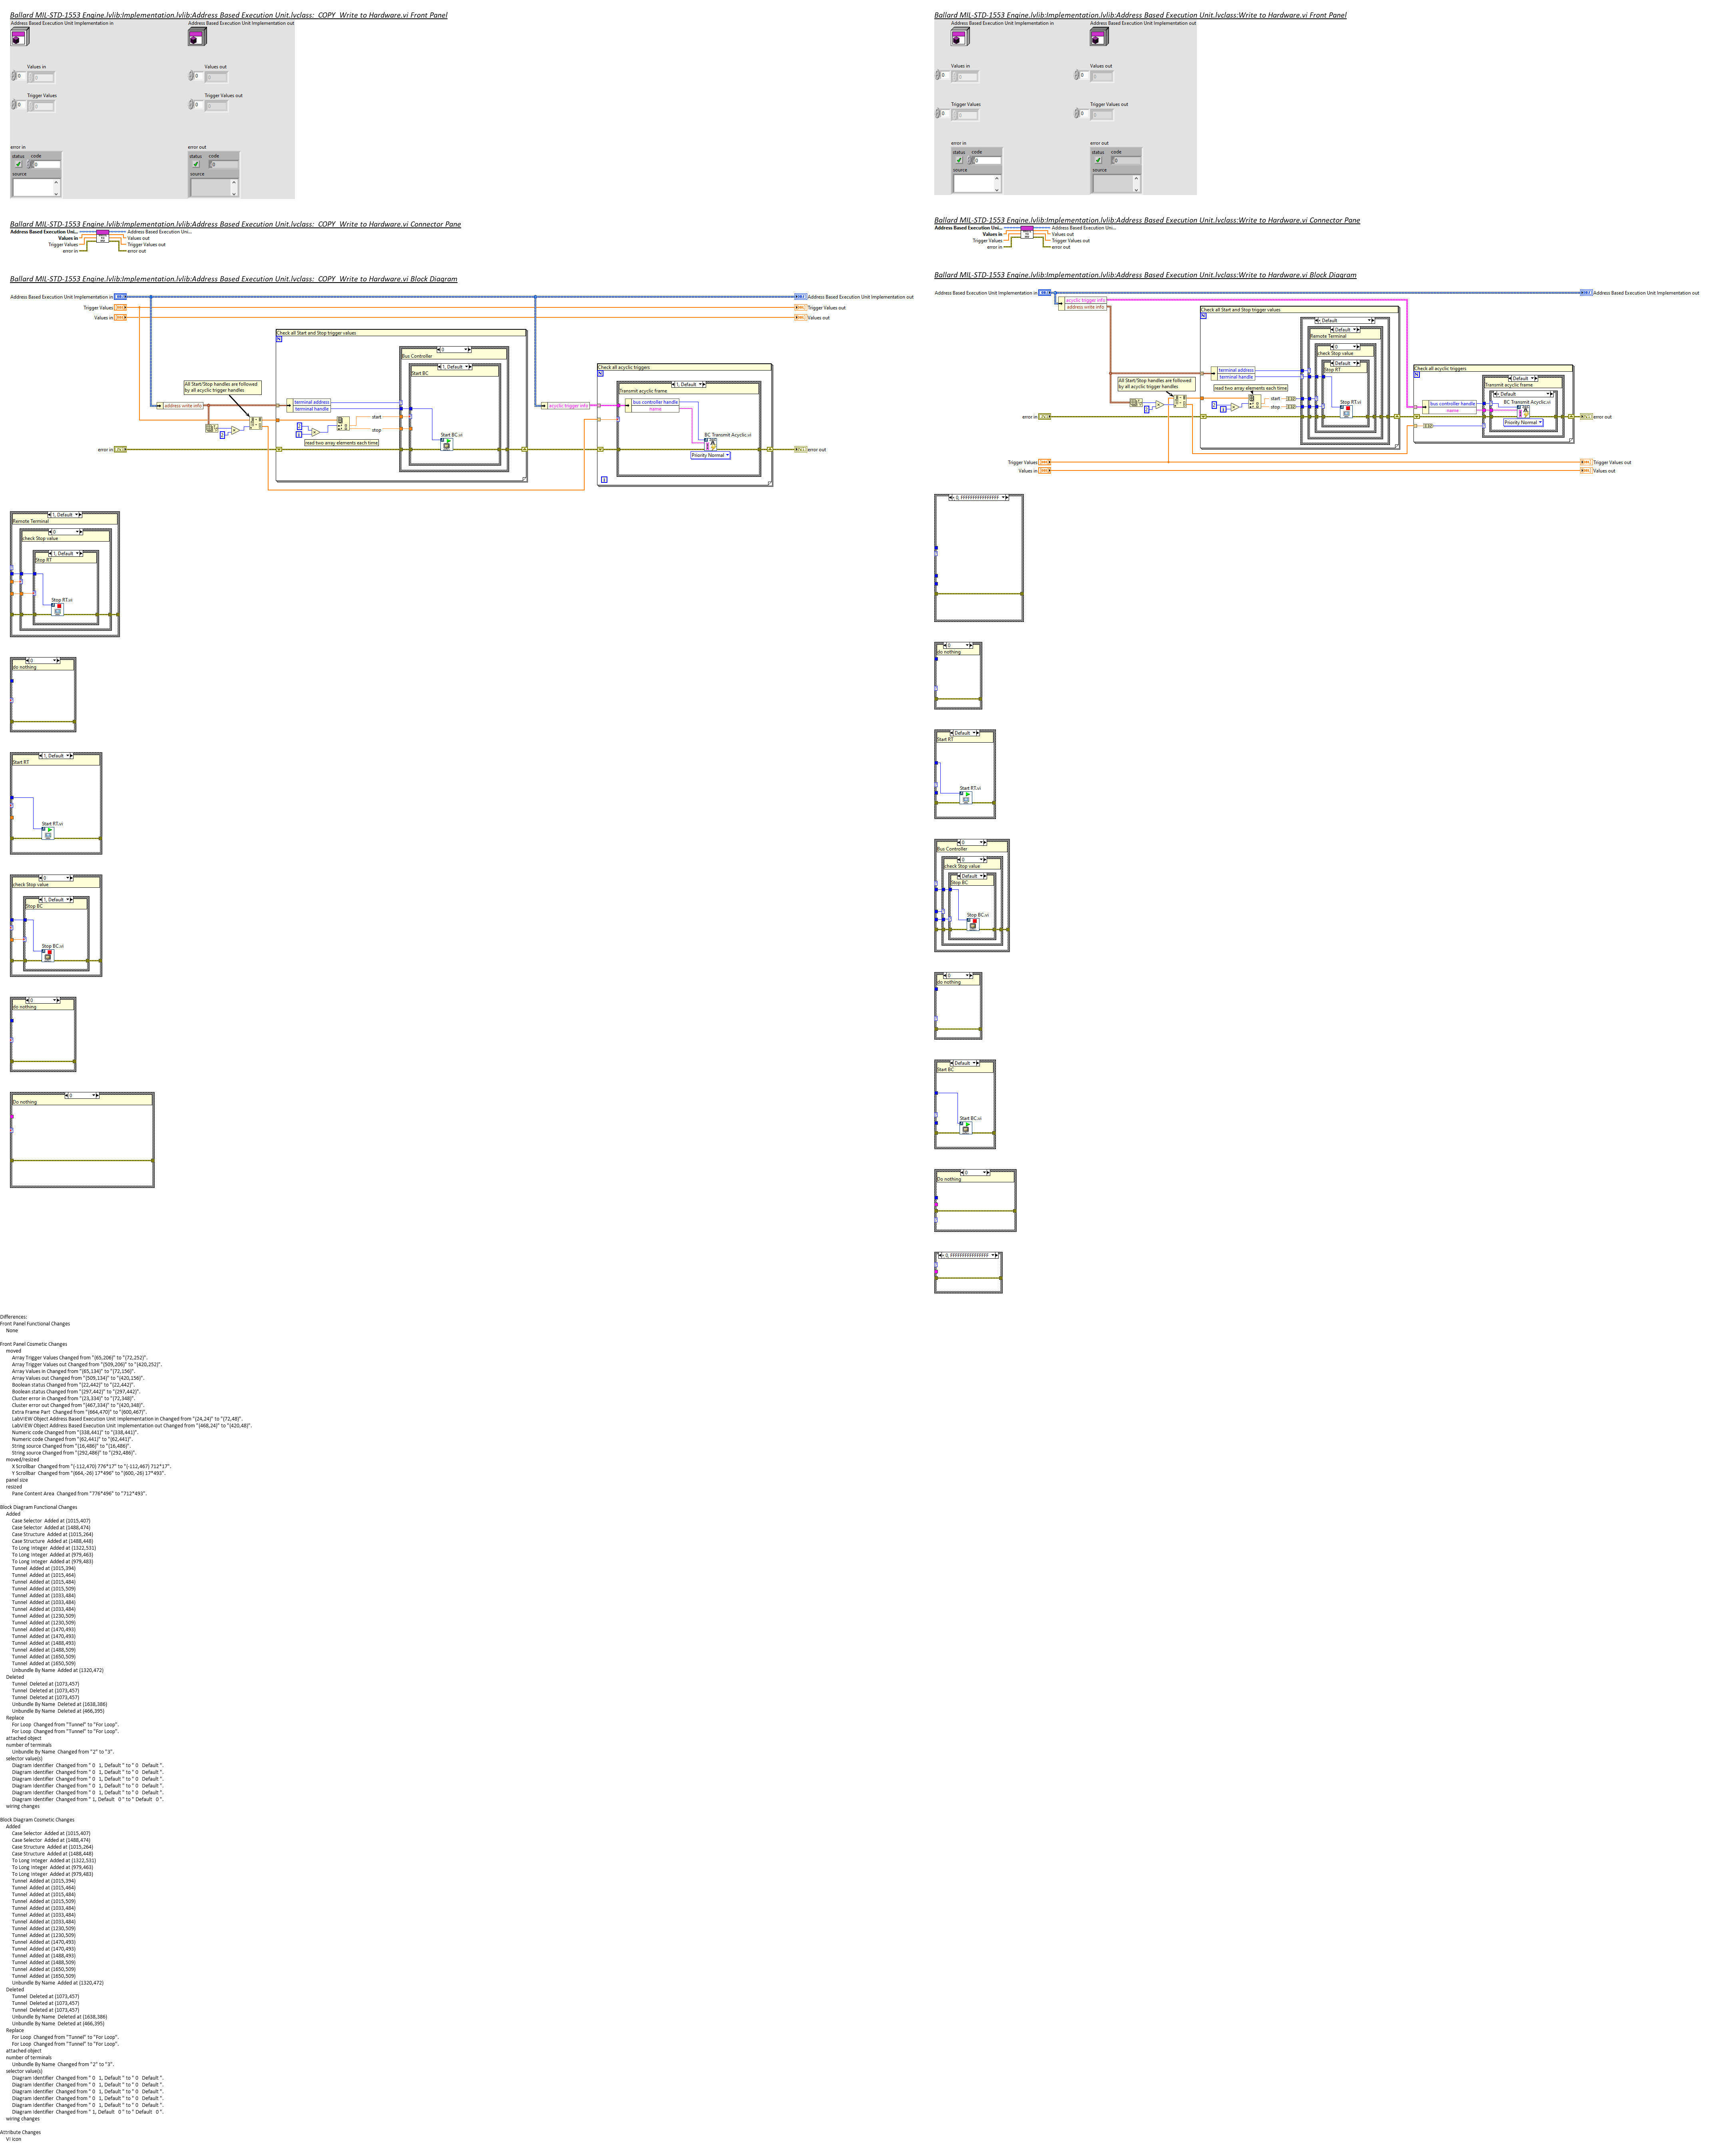 Ballard MIL-STD-1553 Engine.lvlib:Implementation.lvlib:Address Based Execution Unit.lvclass:_COPY_Write to Hardware.vi Front Panel
Address Based Execution Unit Implementation in
Address Based Execution Unit Implementation out
Values in
Values out
0
0
0
0
Trigger Values
Trigger Values out
0
0
0
0
error in
error out
status code
status code
0
0
source
source
Ballard MIL-STD-1553 Engine.lvlib:Implementation.lvlib:Address Based Execution Unit.lvclass:_COPY_Write to Hardware.vi Connector Pane
Address Based Execution Uni...
Address Based Execution Uni...
Values in
Values out
Trigger Values
Trigger Values out
error in
error out
Ballard MIL-STD-1553 Engine.lvlib:Implementation.lvlib:Address Based Execution Unit.lvclass:_COPY_Write to Hardware.vi Block Diagram
Address Based Execution Unit Implementation in
Address Based Execution Unit Implementation out
Trigger Values
Trigger Values out
Values in
Values out
Check all Start and Stop trigger values
N
0
Bus Controller
1, Default
Start BC
Check all acyclic triggers
N
1, Default
Transmit acyclic frame
All Start/Stop handles are followed
by all acyclic trigger handles
address write info
terminal address
terminal handle
acyclic trigger info
bus controller handle
name
start
stop
2
read two array elements each time
Start BC.vi
BC Transmit Acyclic.vi
Priority Normal
error in
error out
i
1, Default
Remote Terminal
0
check Stop value
1, Default
Stop RT
Stop RT.vi
0
do nothing
1, Default
Start RT
Start RT.vi
0
check Stop value
1, Default
Stop BC
Stop BC.vi
0
do nothing
0
Do nothing
Ballard MIL-STD-1553 Engine.lvlib:Implementation.lvlib:Address Based Execution Unit.lvclass:Write to Hardware.vi Front Panel
Address Based Execution Unit Implementation in
Address Based Execution Unit Implementation out
Values in
Values out
0
0
0
0
Trigger Values
Trigger Values out
0
0
0
0
error in
error out
status code
status code
0
0
source
source
Ballard MIL-STD-1553 Engine.lvlib:Implementation.lvlib:Address Based Execution Unit.lvclass:Write to Hardware.vi Connector Pane
Address Based Execution Uni...
Address Based Execution Uni...
Values in
Values out
Trigger Values
Trigger Values out
error in
error out
Ballard MIL-STD-1553 Engine.lvlib:Implementation.lvlib:Address Based Execution Unit.lvclass:Write to Hardware.vi Block Diagram
Address Based Execution Unit Implementation in
Address Based Execution Unit Implementation out
acyclic trigger info
address write info
Check all Start and Stop trigger values
N
Default
Default
Remote Terminal
0
check Stop value
Default
Stop RT
Check all acyclic triggers
N
Default
Transmit acyclic frame
Default
terminal address
terminal handle
All Start/Stop handles are followed
by all acyclic trigger handles
read two array elements each time
start
stop
Stop RT.vi
bus controller handle
name
BC Transmit Acyclic.vi
Priority Normal
error in
error out
Trigger Values
Trigger Values out
Values in
Values out
0
do nothing
Default
Start RT
Start RT.vi
0
Bus Controller
0
check Stop value
Default
Stop BC
Stop BC.vi
0
do nothing
Default
Start BC
Start BC.vi
0
Do nothing
Differences:
Front Panel Functional Changes
None
Front Panel Cosmetic Changes
moved
Array Trigger Values Changed from "(65,206)" to "(72,252)".
Array Trigger Values out Changed from "(509,206)" to "(420,252)".
Array Values in Changed from "(65,134)" to "(72,156)".
Array Values out Changed from "(509,134)" to "(420,156)".
Boolean status Changed from "(22,442)" to "(22,442)".
Boolean status Changed from "(297,442)" to "(297,442)".
Cluster error in Changed from "(23,334)" to "(72,348)".
Cluster error out Changed from "(467,334)" to "(420,348)".
Extra Frame Part Changed from "(664,470)" to "(600,467)".
LabVIEW Object Address Based Execution Unit Implementation in Changed from "(24,24)" to "(72,48)".
LabVIEW Object Address Based Execution Unit Implementation out Changed from "(468,24)" to "(420,48)".
Numeric code Changed from "(338,441)" to "(338,441)".
Numeric code Changed from "(62,441)" to "(62,441)".
String source Changed from "(16,486)" to "(16,486)".
String source Changed from "(292,486)" to "(292,486)".
moved/resized
X Scrollbar Changed from "(-112,470) 776*17" to "(-112,467) 712*17".
Y Scrollbar Changed from "(664,-26) 17*496" to "(600,-26) 17*493".
panel size
resized
Pane Content Area Changed from "776*496" to "712*493".
Block Diagram Functional Changes
Added
Case Selector Added at (1015,407)
Case Selector Added at (1488,474)
Case Structure Added at (1015,264)
Case Structure Added at (1488,448)
To Long Integer Added at (1322,531)
To Long Integer Added at (979,463)
To Long Integer Added at (979,483)
Tunnel Added at (1015,394)
Tunnel Added at (1015,464)
Tunnel Added at (1015,484)
Tunnel Added at (1015,509)
Tunnel Added at (1033,484)
Tunnel Added at (1033,484)
Tunnel Added at (1033,484)
Tunnel Added at (1230,509)
Tunnel Added at (1230,509)
Tunnel Added at (1470,493)
Tunnel Added at (1470,493)
Tunnel Added at (1488,493)
Tunnel Added at (1488,509)
Tunnel Added at (1650,509)
Tunnel Added at (1650,509)
Unbundle By Name Added at (1320,472)
Deleted
Tunnel Deleted at (1073,457)
Tunnel Deleted at (1073,457)
Tunnel Deleted at (1073,457)
Unbundle By Name Deleted at (1638,386)
Unbundle By Name Deleted at (466,395)
Replace
For Loop Changed from "Tunnel" to "For Loop".
For Loop Changed from "Tunnel" to "For Loop".
attached object
number of terminals
Unbundle By Name Changed from "2" to "3".
selector value(s)
Diagram Identifier Changed from " 0 1, Default " to " 0 Default ".
Diagram Identifier Changed from " 0 1, Default " to " 0 Default ".
Diagram Identifier Changed from " 0 1, Default " to " 0 Default ".
Diagram Identifier Changed from " 0 1, Default " to " 0 Default ".
Diagram Identifier Changed from " 0 1, Default " to " 0 Default ".
Diagram Identifier Changed from " 1, Default 0 " to " Default 0 ".
wiring changes
Block Diagram Cosmetic Changes
Added
Case Selector Added at (1015,407)
Case Selector Added at (1488,474)
Case Structure Added at (1015,264)
Case Structure Added at (1488,448)
To Long Integer Added at (1322,531)
To Long Integer Added at (979,463)
To Long Integer Added at (979,483)
Tunnel Added at (1015,394)
Tunnel Added at (1015,464)
Tunnel Added at (1015,484)
Tunnel Added at (1015,509)
Tunnel Added at (1033,484)
Tunnel Added at (1033,484)
Tunnel Added at (1033,484)
Tunnel Added at (1230,509)
Tunnel Added at (1230,509)
Tunnel Added at (1470,493)
Tunnel Added at (1470,493)
Tunnel Added at (1488,493)
Tunnel Added at (1488,509)
Tunnel Added at (1650,509)
Tunnel Added at (1650,509)
Unbundle By Name Added at (1320,472)
Deleted
Tunnel Deleted at (1073,457)
Tunnel Deleted at (1073,457)
Tunnel Deleted at (1073,457)
Unbundle By Name Deleted at (1638,386)
Unbundle By Name Deleted at (466,395)
Replace
For Loop Changed from "Tunnel" to "For Loop".
For Loop Changed from "Tunnel" to "For Loop".
attached object
number of terminals
Unbundle By Name Changed from "2" to "3".
selector value(s)
Diagram Identifier Changed from " 0 1, Default " to " 0 Default ".
Diagram Identifier Changed from " 0 1, Default " to " 0 Default ".
Diagram Identifier Changed from " 0 1, Default " to " 0 Default ".
Diagram Identifier Changed from " 0 1, Default " to " 0 Default ".
Diagram Identifier Changed from " 0 1, Default " to " 0 Default ".
Diagram Identifier Changed from " 1, Default 0 " to " Default 0 ".
wiring changes
Attribute Changes
VI Icon